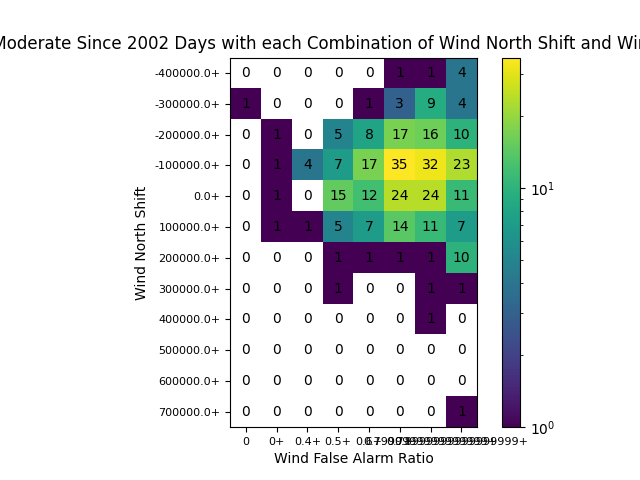 Moderate Since 2002 Days with each Combination of Wind North Shift and
-400000.0+ 0 0 0 0 0 1 1 4
-300000.0+ 1 0 0 0 1 3 9 4
-200000.0+ 0 1 0 5 8 17 16 10
-100000.0+ 0 1 4 7 17 35 32 23
0.0+ 0 1 0 15 12 24 24 11
100000.0+ 0 1 1 5 7 14 11 7
200000.0+ 0 0 0 1 1 1 1 10
300000.0+ 0 0 0 1 0 0 1 1
400000.0+ 0 0 0 0 0 0 1 0
500000.0+ 0 0 0 0 0 0 0 0
600000.0+ 0 0 0 0 0 0 0 0
700000.0+ 0 0 0 0 0 0 0 1
0 0+ 0.4+ 0.5+
Wind False Alarm Ratio
Wind North Shift
10¹
10⁰